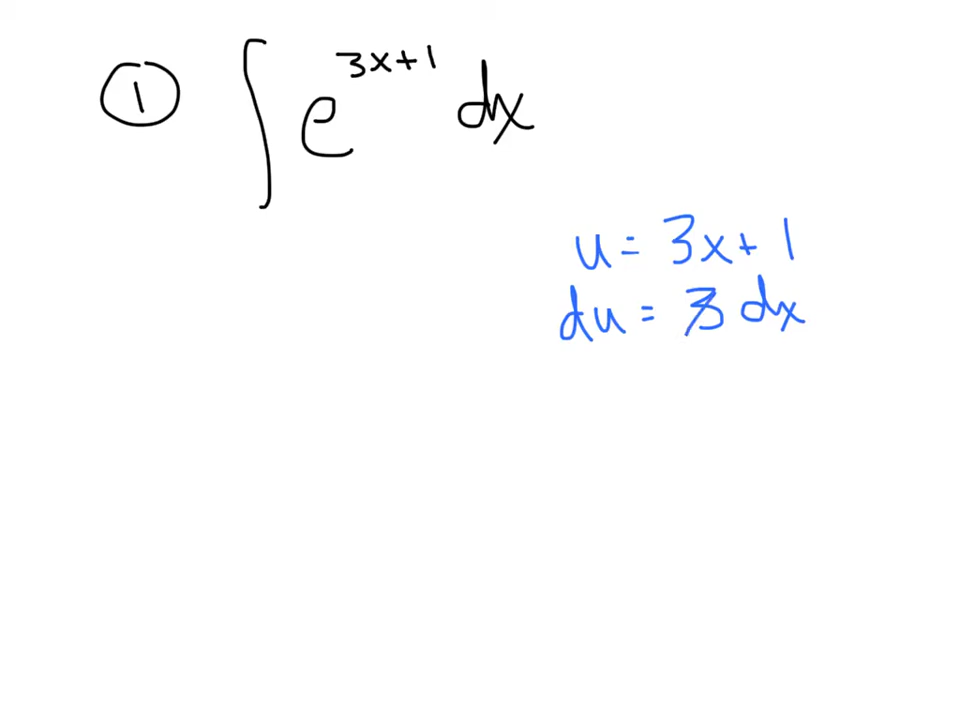 ① ∫ e^{3x+1} dx
u = 3x + 1
du = 3 dx